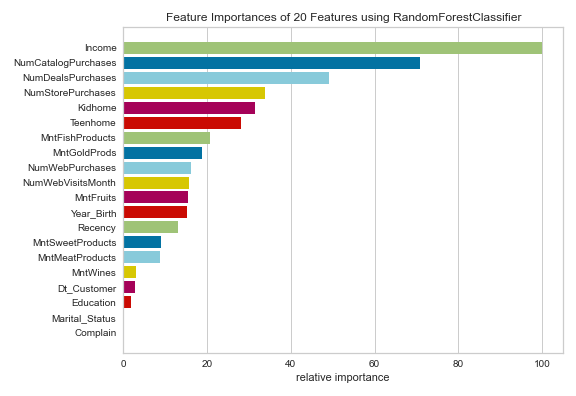 Feature Importances of 20 Features using RandomForestClassifier
Income
NumCatalogPurchases
NumDealsPurchases
NumStorePurchases
Kidhome
Teenhome
MntFishProducts
MntGoldProds
NumWebPurchases
NumWebVisitsMonth
MntFruits
Year_Birth
Recency
MntSweetProducts
MntMeatProducts
MntWines
Dt_Customer
Education
Marital_Status
Complain
0 20 40 60 80 100
relative importance